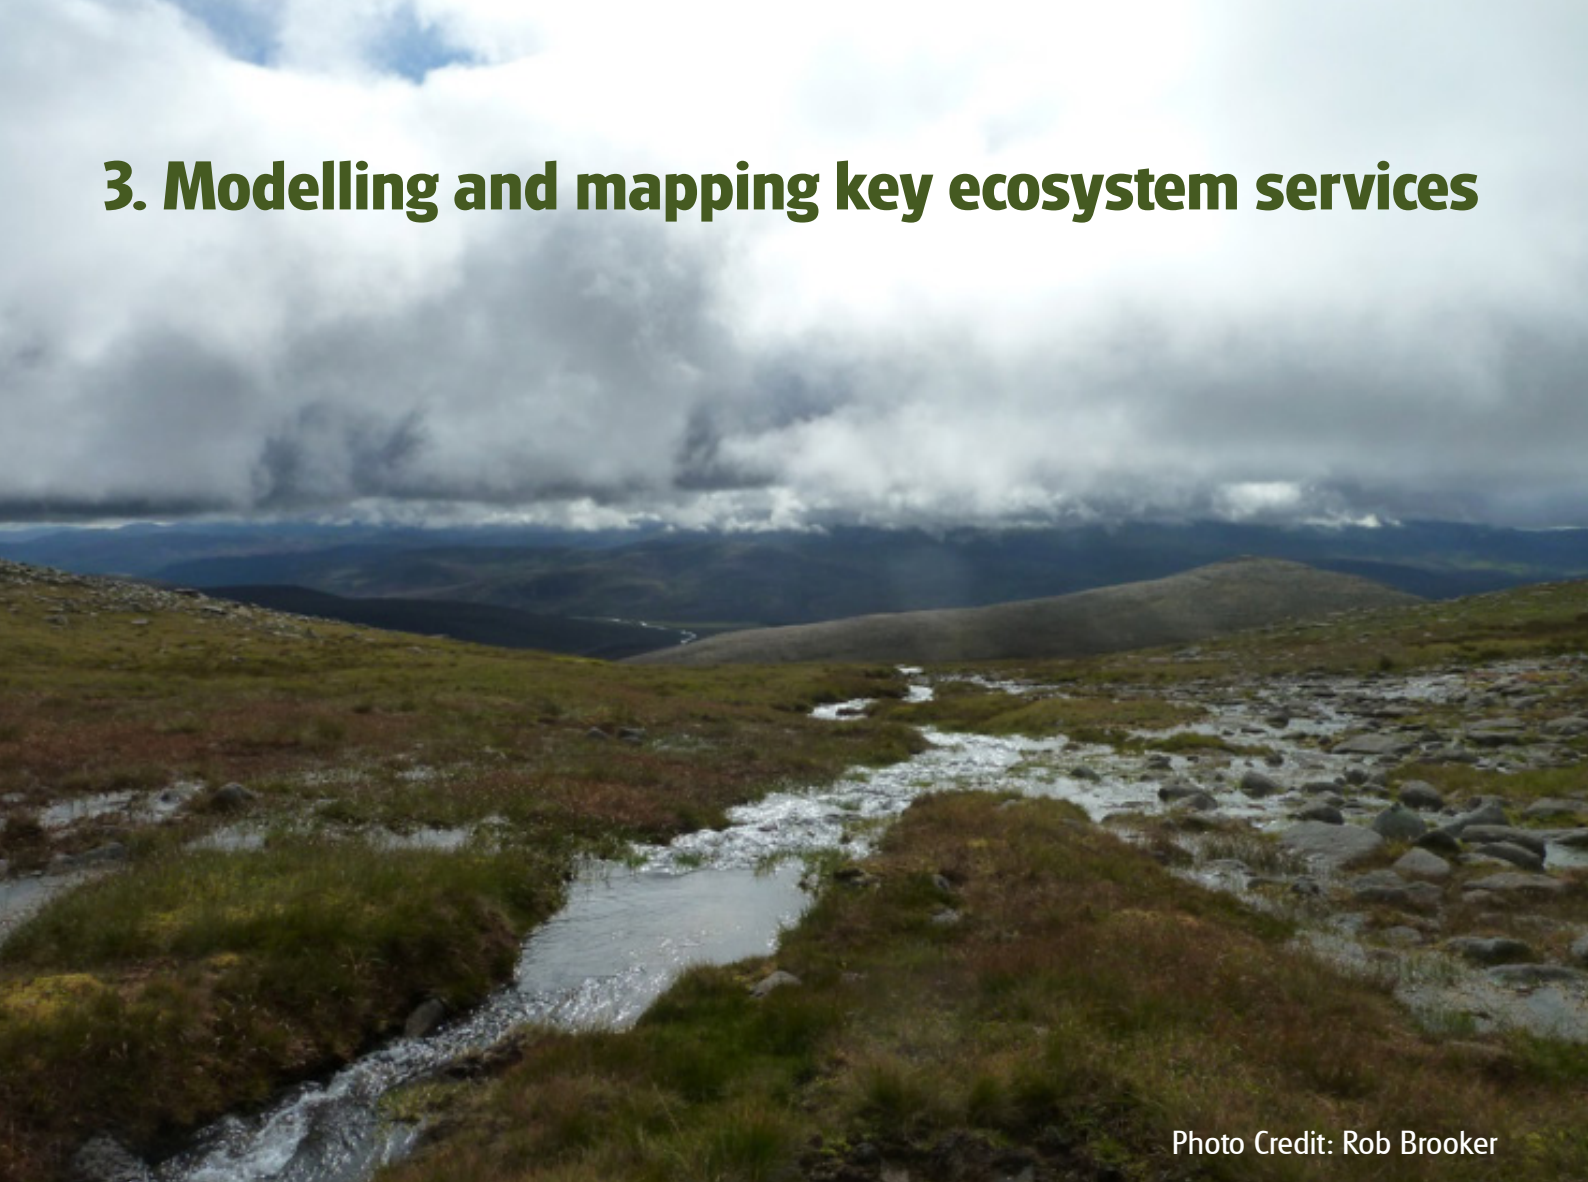 3. Modelling and mapping key ecosystem services
Photo Credit: Rob Brooker